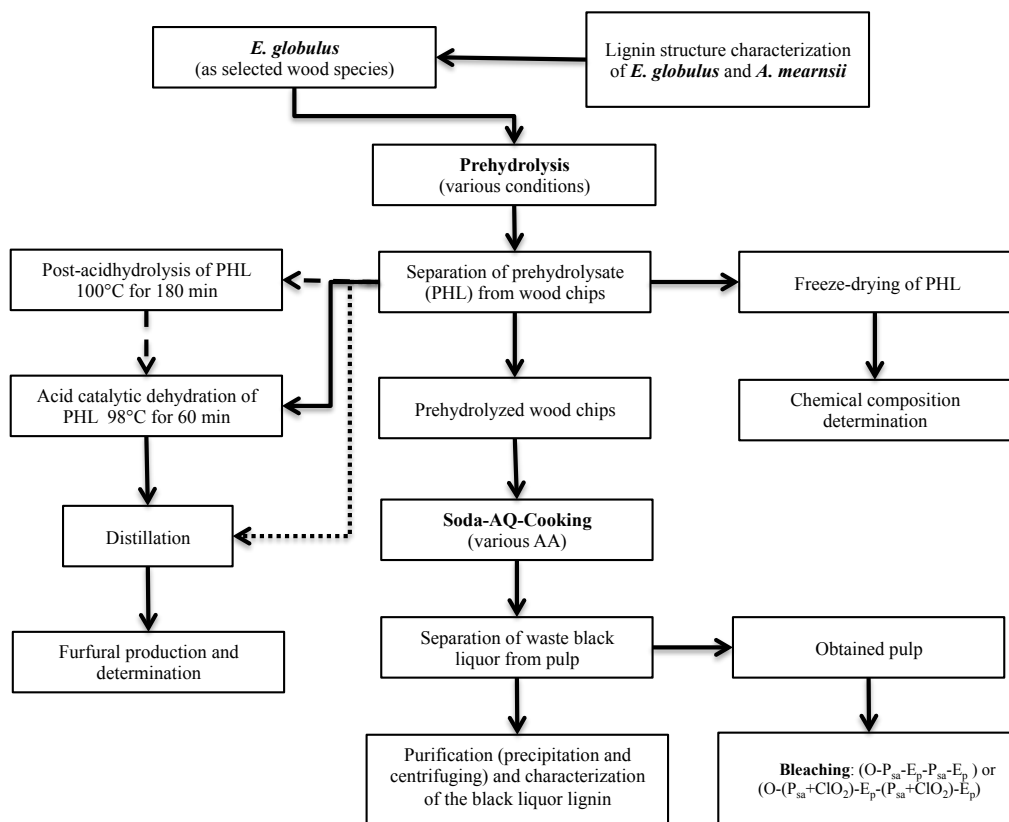 E. globulus
(as selected wood species)
Lignin structure characterization
of E. globulus and A. mearnsii
Prehydrolysis
(various conditions)
Post-acidhydrolysis of PHL
100°C for 180 min
Separation of prehydrolysate
(PHL) from wood chips
Freeze-drying of PHL
Acid catalytic dehydration of
PHL 98°C for 60 min
Prehydrolyzed wood chips
Chemical composition
determination
Distillation
Soda-AQ-Cooking
(various AA)
Furfural production and
determination
Separation of waste black
liquor from pulp
Obtained pulp
Purification (precipitation and
centrifuging) and characterization
of the black liquor lignin
Bleaching: (O-Psa-Ep-Psa-Ep ) or
(O-(Psa+ClO2)-Ep-(Psa+ClO2)-Ep)